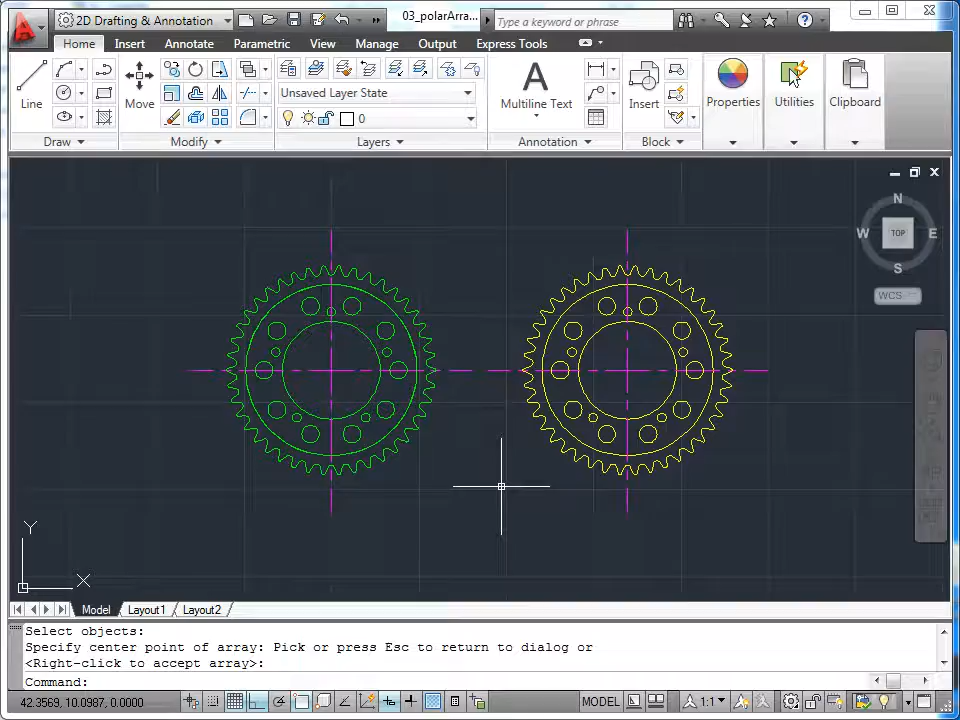 2D Drafting & Annotation
03_polarArra...
Type a keyword or phrase
Home Insert Annotate Parametric View Manage Output Express Tools
Unsaved Layer State
0
Line
Move
Multiline Text
Insert
Properties
Utilities
Clipboard
Draw
Modify
Layers
Annotation
Block
N
W
TOP
E
S
WCS
Y
X
Model Layout1 Layout2
Select objects:
Specify center point of array: Pick or press Esc to return to dialog or
<Right-click to accept array>:
Command:
42.3569, 10.0987, 0.0000
MODEL
1:1